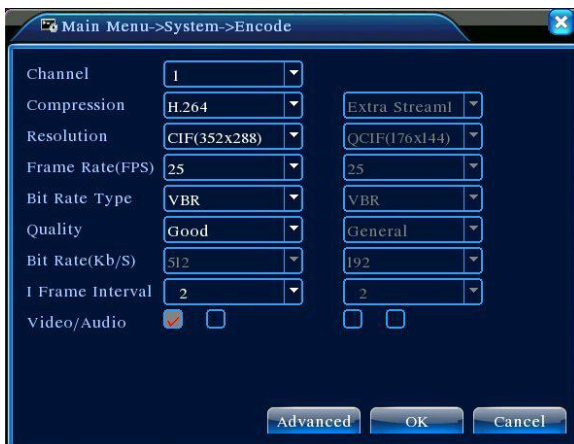 Main Menu->System->Encode
Channel 1
Compression H.264 Extra Stream1
Resolution CIF(352x288) QCIF(176x144)
Frame Rate(FPS) 25 25
Bit Rate Type VBR VBR
Quality Good General
Bit Rate(Kb/S) 512 192
I Frame Interval 2 2
Video/Audio
Advanced OK Cancel